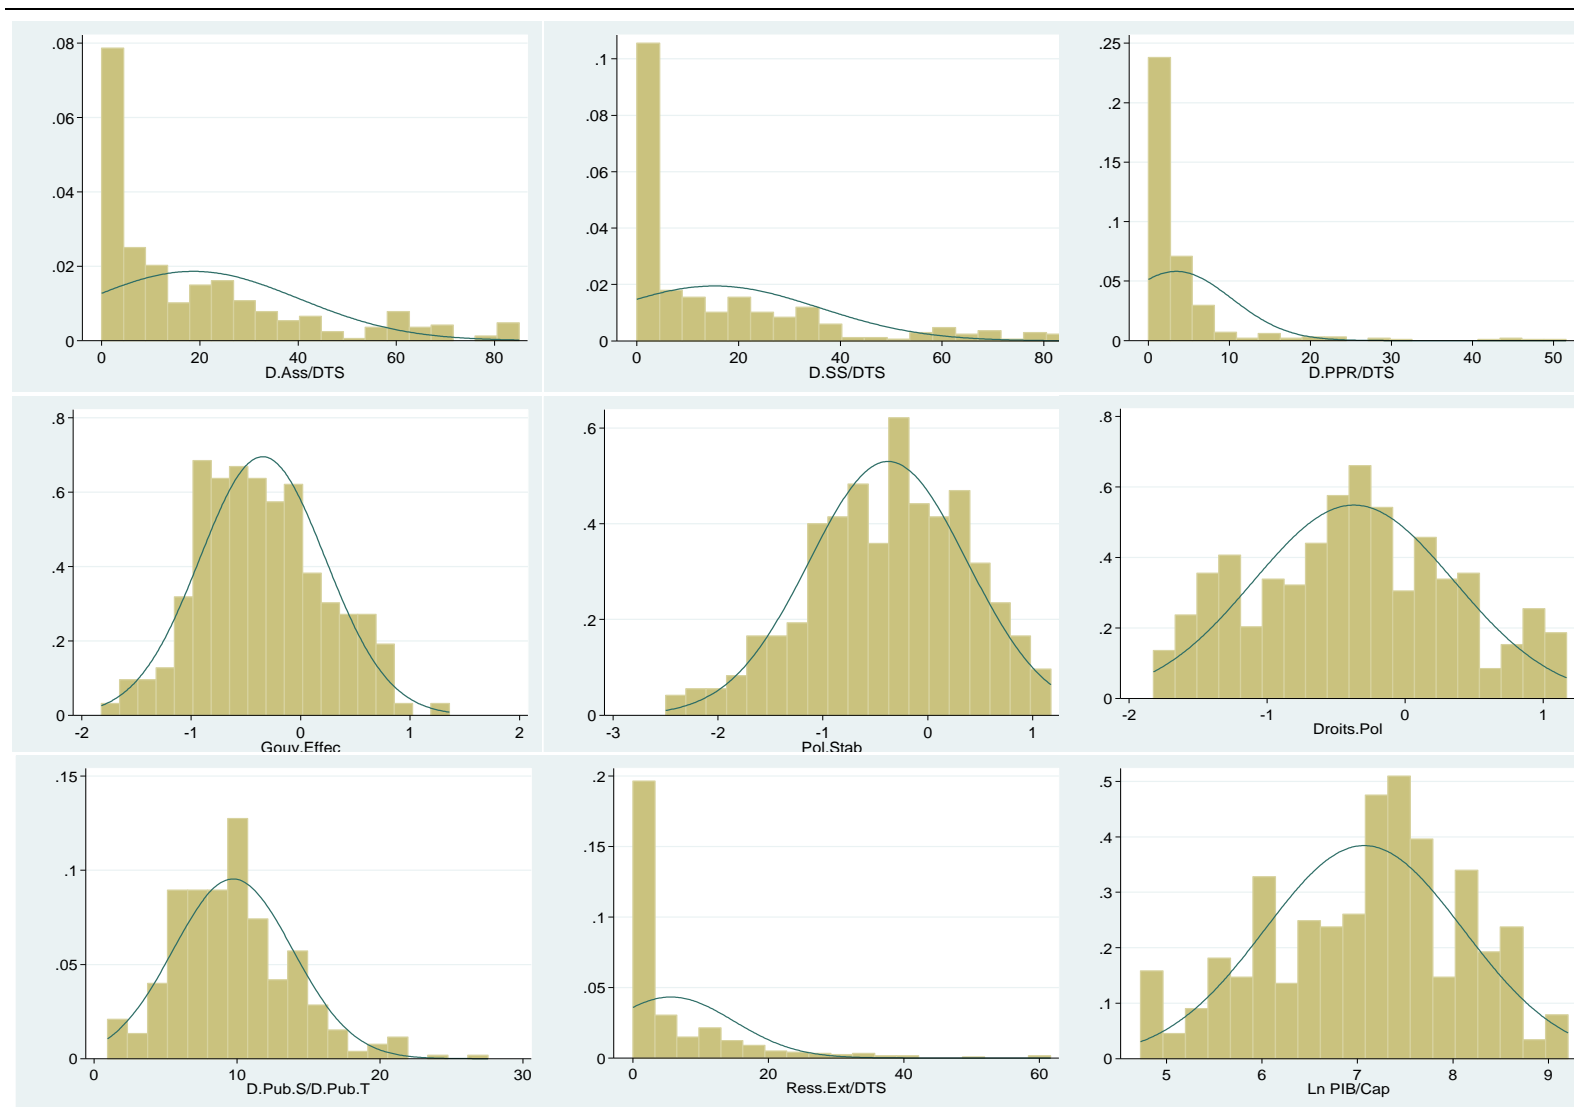 .08
.06
.04
.02
0
0 20 40 60 80
D.Ass/DTS
.1
.08
.06
.04
.02
0
0 20 40 60 80
D.SS/DTS
.25
.2
.15
.1
.05
0
0 10 20 30 40 50
D.PPR/DTS
.8
.6
.4
.2
0
-2 -1 0 1 2
Gouv.Effec
.6
.4
.2
0
-3 -2 -1 0 1
Pol.Stab
.8
.6
.4
.2
0
-2 -1 0 1
Droits.Pol
.15
.1
.05
0
0 10 20 30
D.Pub.S/D.Pub.T
.2
.15
.1
.05
0
0 20 40 60
Ress.Ext/DTS
.5
.4
.3
.2
.1
0
5 6 7 8 9
Ln PIB/Cap